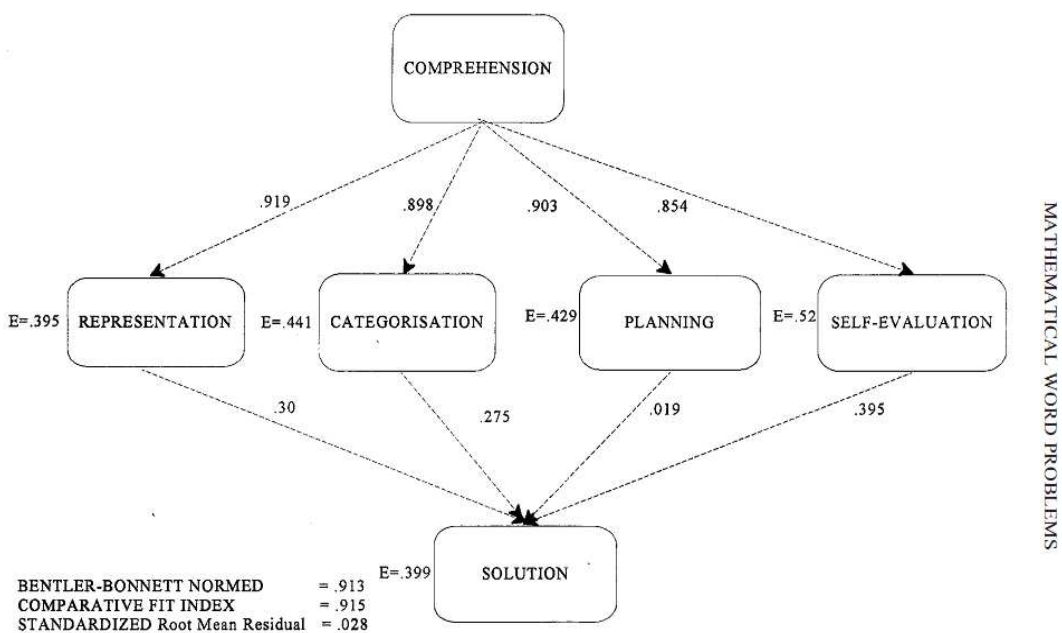 COMPREHENSION
.919
.898
.903
.854
E=.395
REPRESENTATION
E=.441
CATEGORISATION
E=.429
PLANNING
E=.52
SELF-EVALUATION
.30
.275
.019
.395
E=.399
SOLUTION
BENTLER-BONNETT NORMED = .913
COMPARATIVE FIT INDEX = .915
STANDARDIZED Root Mean Residual = .028
MATHEMATICAL WORD PROBLEMS